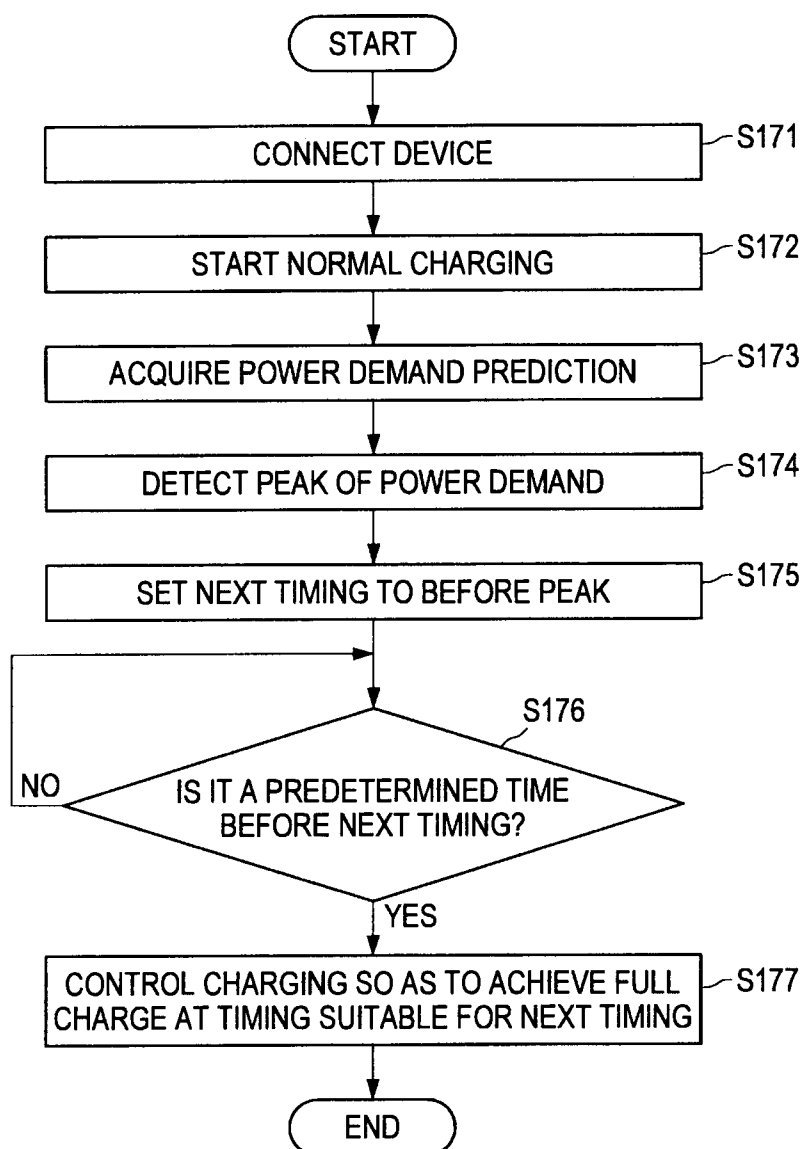 START
CONNECT DEVICE
S171
START NORMAL CHARGING
S172
ACQUIRE POWER DEMAND PREDICTION
S173
DETECT PEAK OF POWER DEMAND
S174
SET NEXT TIMING TO BEFORE PEAK
S175
S176
IS IT A PREDETERMINED TIME
BEFORE NEXT TIMING?
NO
YES
CONTROL CHARGING SO AS TO ACHIEVE FULL
CHARGE AT TIMING SUITABLE FOR NEXT TIMING
S177
END